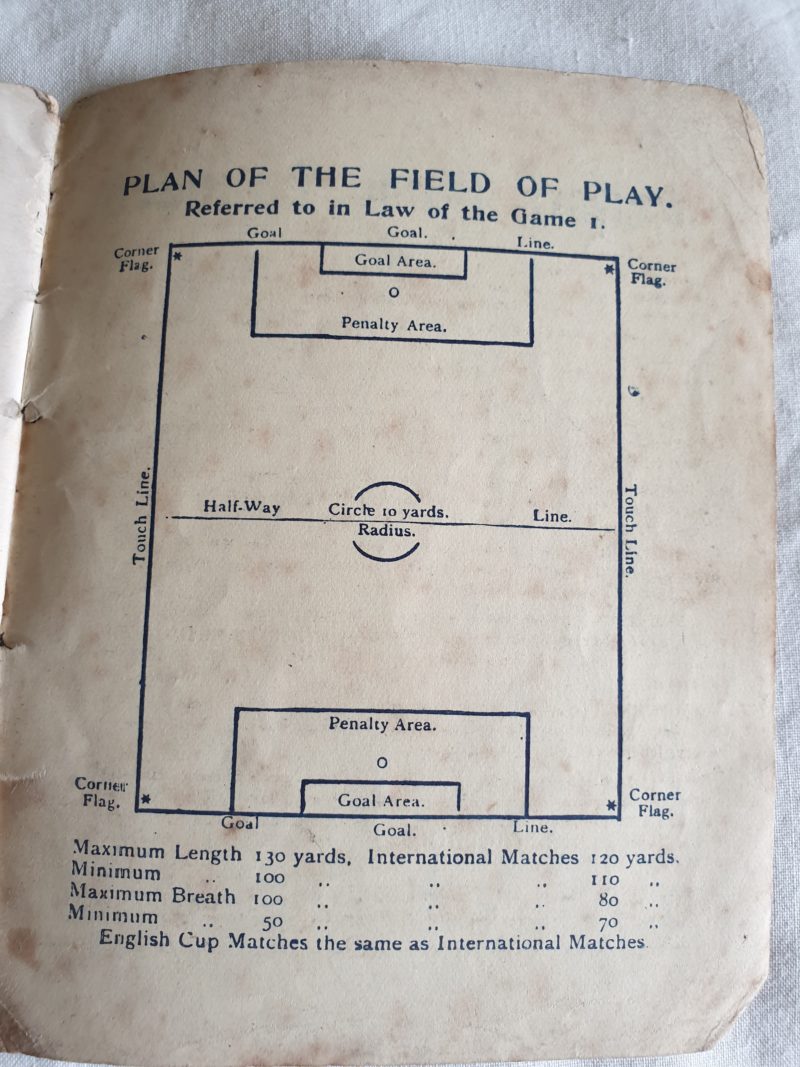 PLAN OF THE FIELD OF PLAY.
Referred to in Law of the Game 1.
Goal Goal. Line.
Corner Flag.
Goal Area.
Corner Flag.
O
Penalty Area.
Touch Line.
Half-Way Circle 10 yards. Line.
Radius.
Touch Line.
Penalty Area.
O
Corner Flag.
Goal Area.
Corner Flag.
Goal Goal. Line.
Maximum Length 130 yards, International Matches 120 yards.
Minimum ,, 100 ,, ,, ,, 110 ,,
Maximum Breath 100 ,, ,, ,, 80 ,,
Minimum ,, 50 ,, ,, ,, 70 ,,
English Cup Matches the same as International Matches.